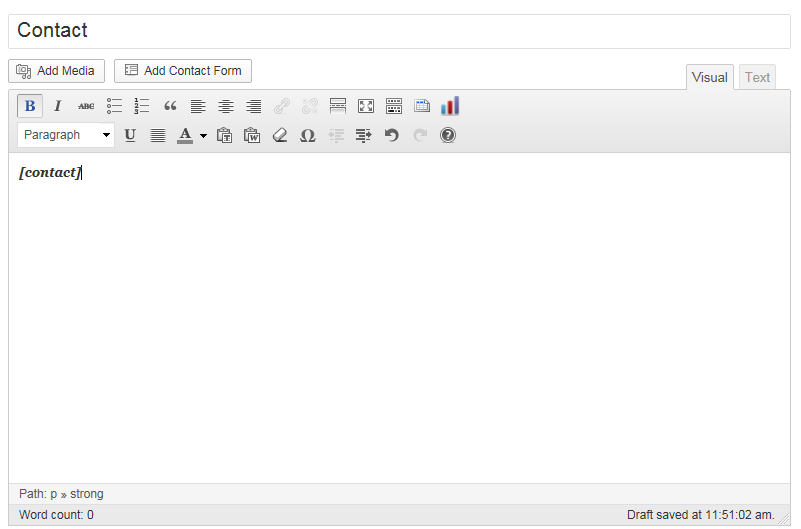 Contact
Add Media Add Contact Form
Visual Text
B I ABC
Paragraph U A
[contact]
Path: p » strong
Word count: 0 Draft saved at 11:51:02 am.